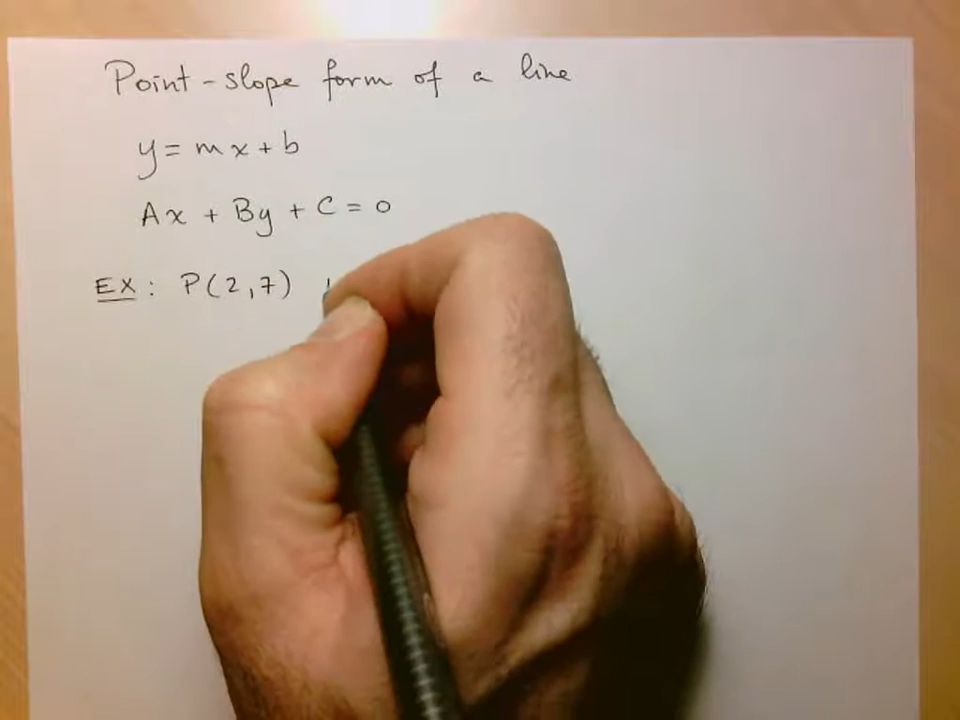 Point-slope form of a line
y = mx + b
Ax + By + C = 0
EX: P(2,7)